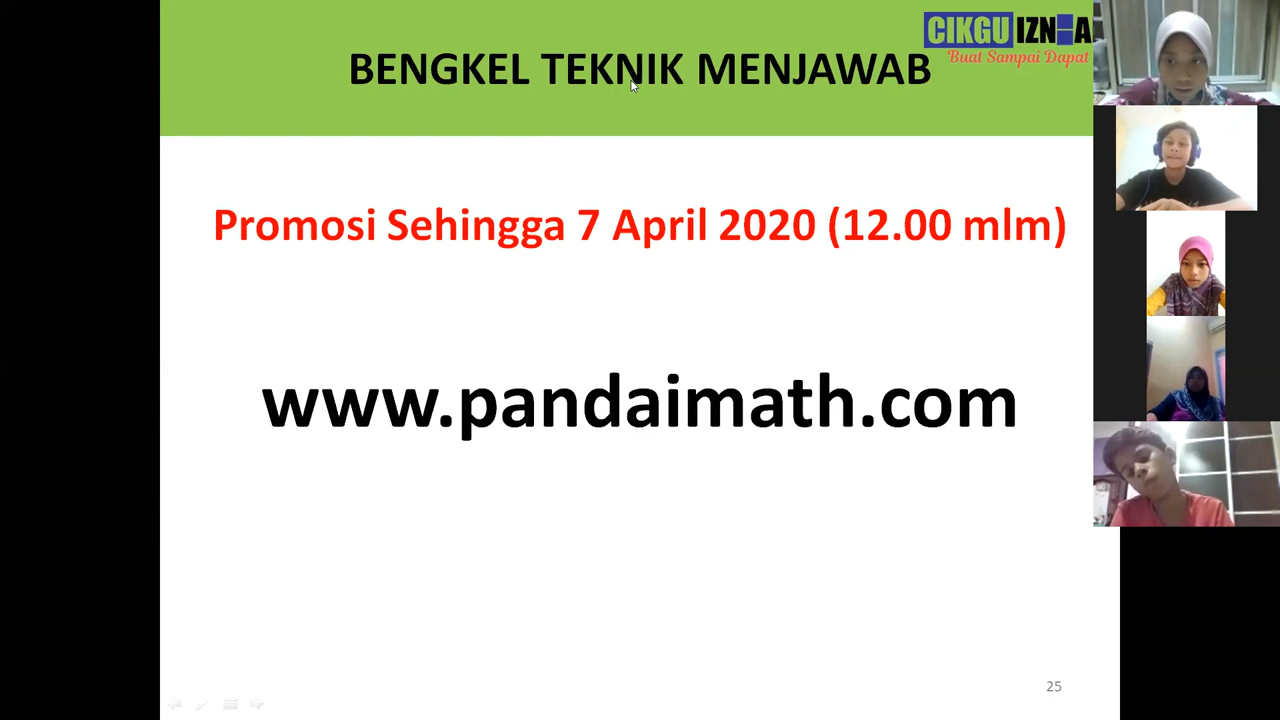 CIKGU IZNIA
Buat Sampai Dapat
BENGKEL TEKNIK MENJAWAB
Promosi Sehingga 7 April 2020 (12.00 mlm)
www.pandaimath.com
25